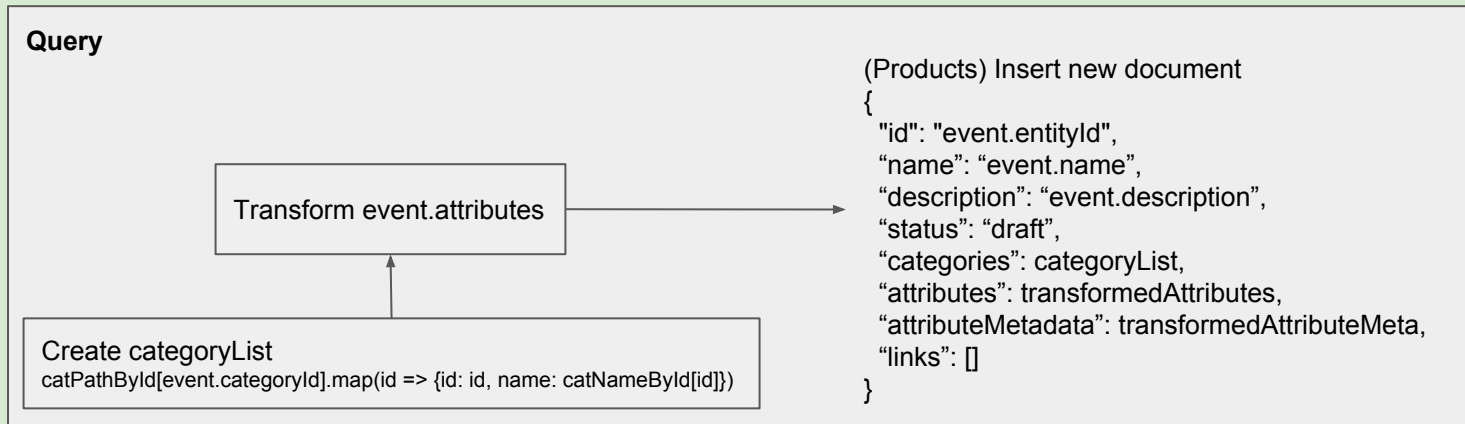 Query
(Products) Insert new document
{
"id": "event.entityId",
“name”: “event.name”,
“description”: “event.description”,
“status”: “draft”,
“categories”: categoryList,
“attributes”: transformedAttributes,
“attributeMetadata”: transformedAttributeMeta,
“links”: []
}
Transform event.attributes
Create categoryList
catPathById[event.categoryId].map(id => {id: id, name: catNameById[id]})